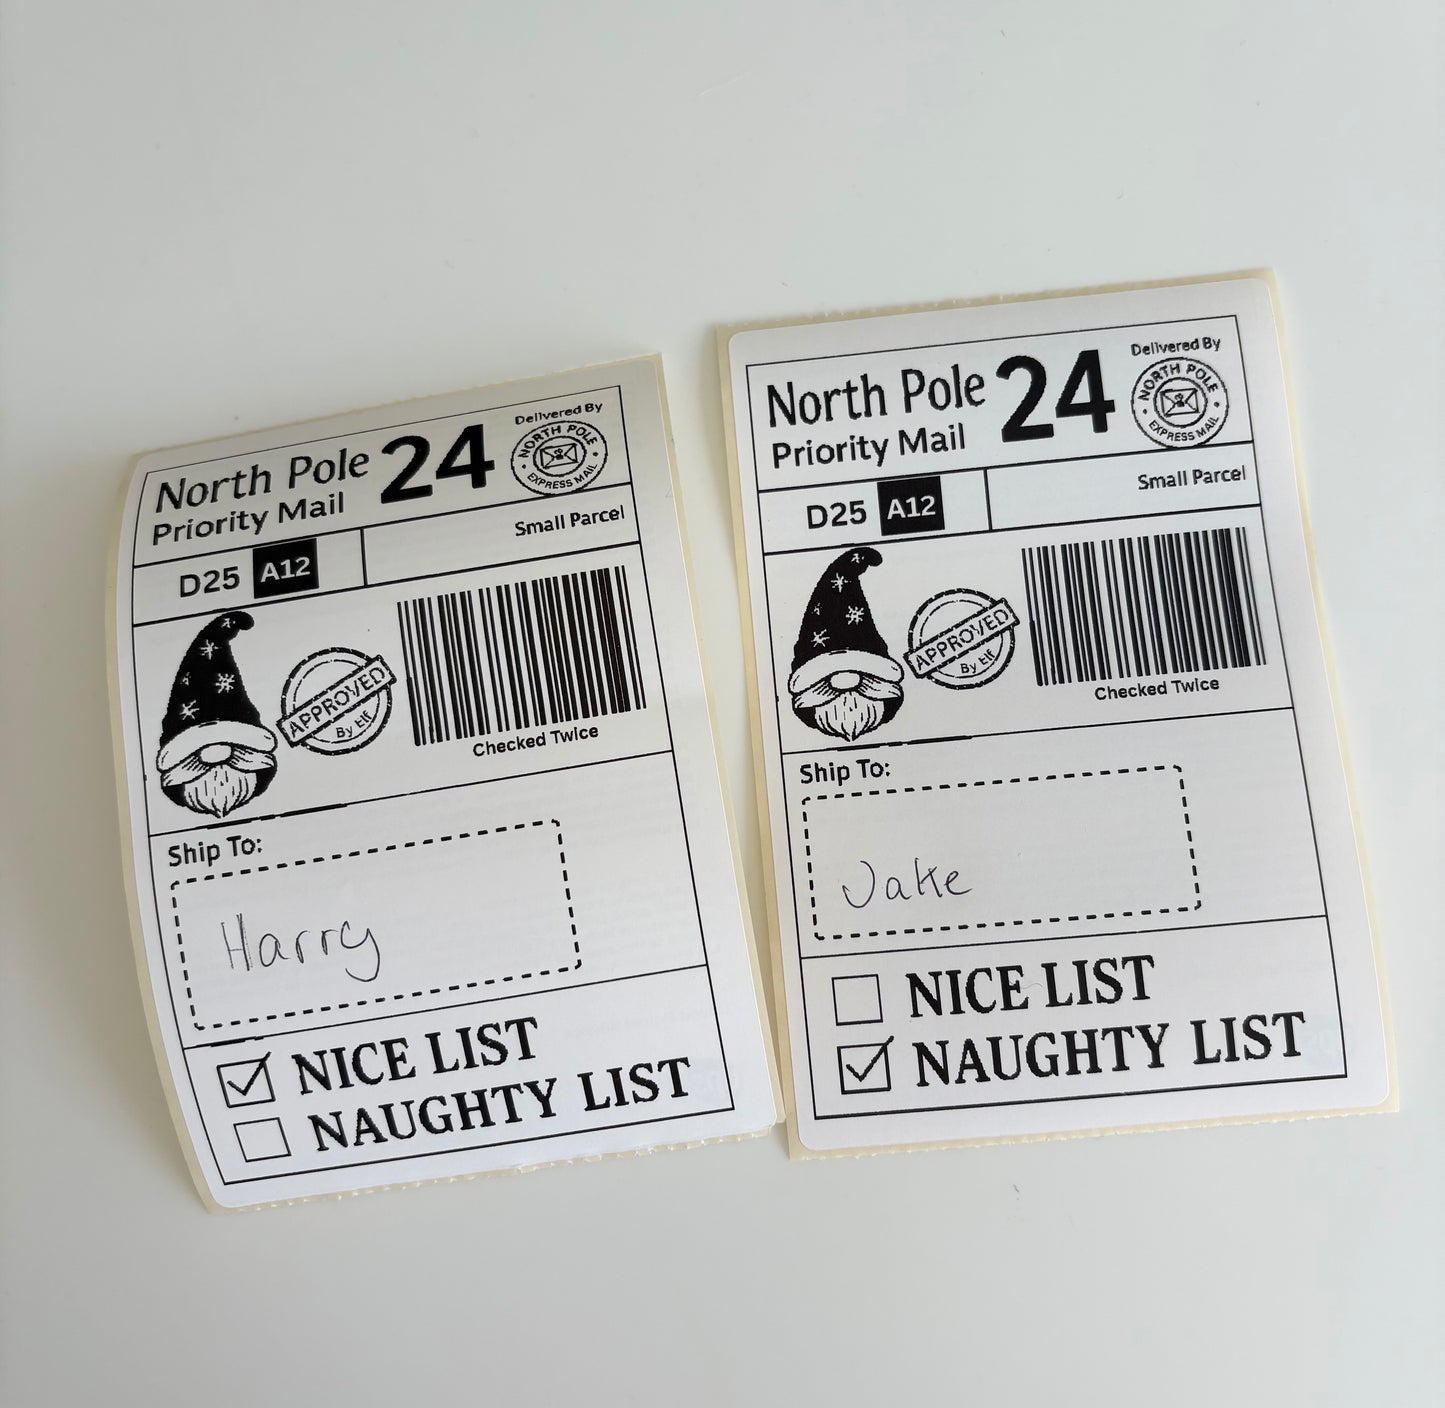 North Pole
Priority Mail
24
Delivered By
NORTH POLE
EXPRESS MAIL
D25 A12
Small Parcel
APPROVED
By Elf
Checked Twice
Ship To:
Harry
NICE LIST
NAUGHTY LIST
North Pole
Priority Mail
24
Delivered By
NORTH POLE
EXPRESS MAIL
D25 A12
Small Parcel
APPROVED
By Elf
Checked Twice
Ship To:
Jake
NICE LIST
NAUGHTY LIST